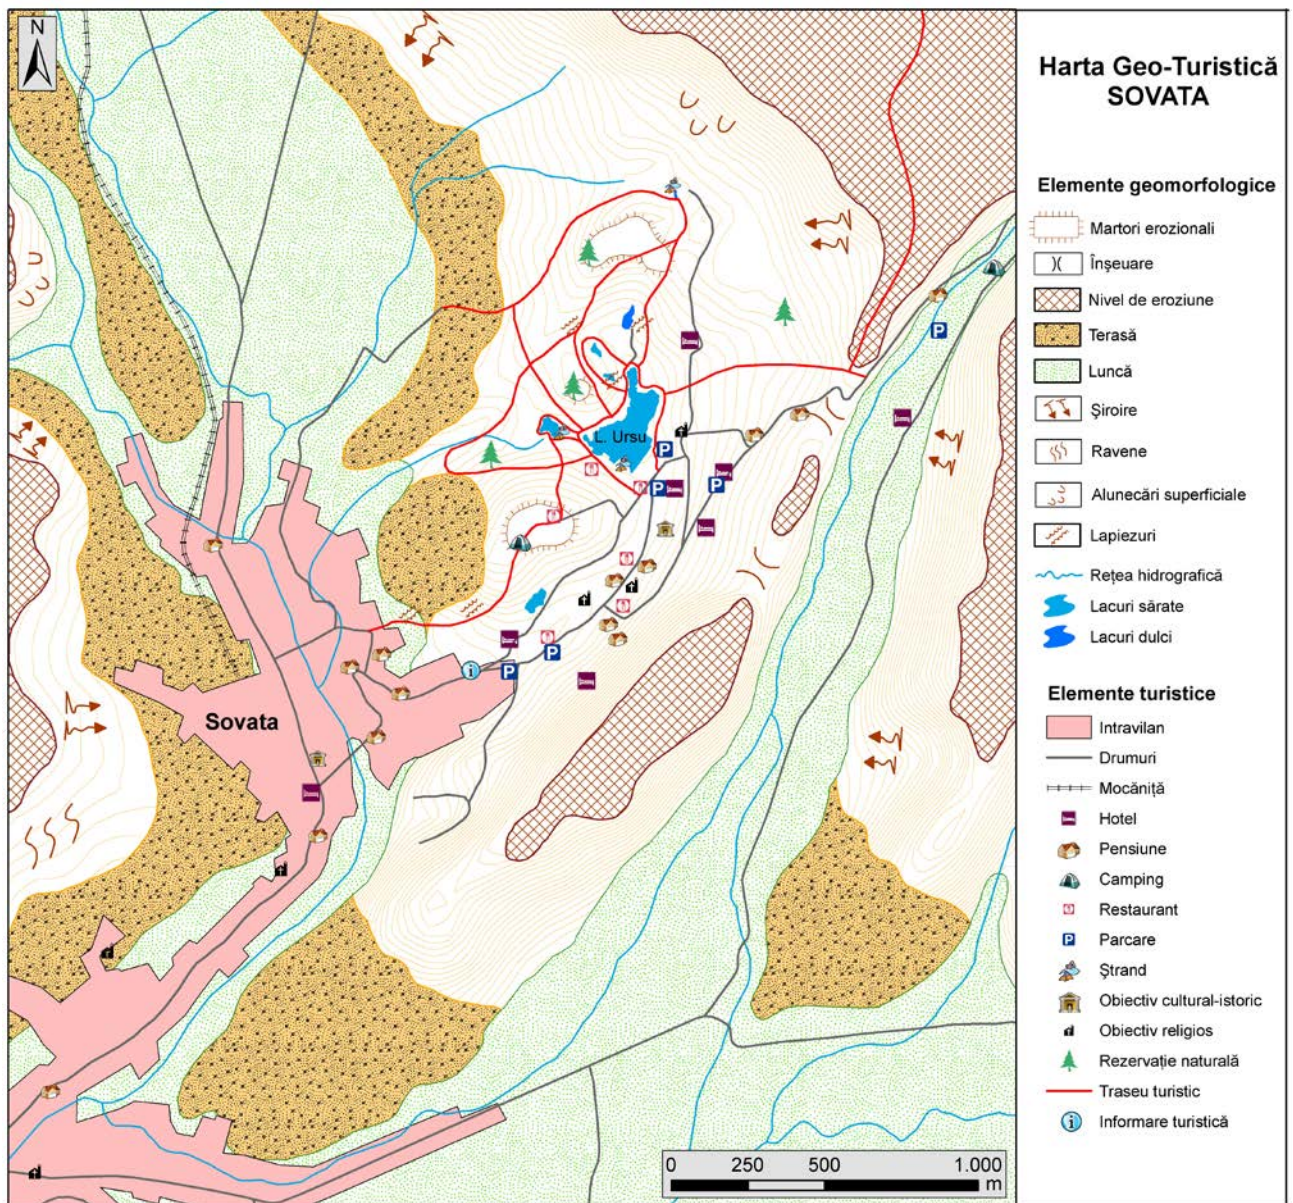 N
Harta Geo-Turistică
SOVATA
Elemente geomorfologice
Martori erozionali
Înşeuare
Nivel de eroziune
Terasă
Luncă
Şiroire
Ravene
Alunecări superficiale
Lapiezuri
Reţea hidrografică
Lacuri sărate
Lacuri dulci
Elemente turistice
Intravilan
Drumuri
Mocăniţă
Hotel
Pensiune
Camping
Restaurant
P Parcare
Ştrand
Obiectiv cultural-istoric
Obiectiv religios
Rezervaţie naturală
Traseu turistic
i Informare turistică
P
L. Ursu
P
P
P
P
i
P
Sovata
0 250 500 1.000
m